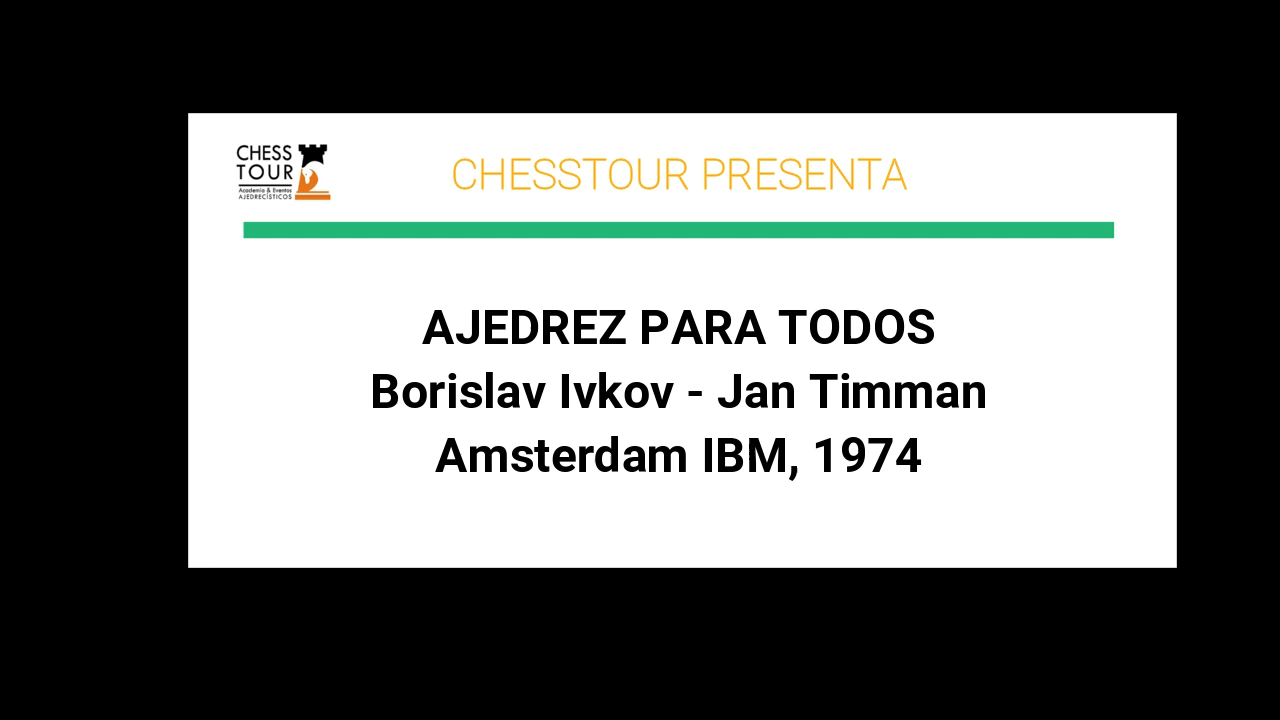 CHESS
TOUR
Academia & Eventos
AJEDRECÍSTICOS
CHESSTOUR PRESENTA
AJEDREZ PARA TODOS
Borislav Ivkov - Jan Timman
Amsterdam IBM, 1974